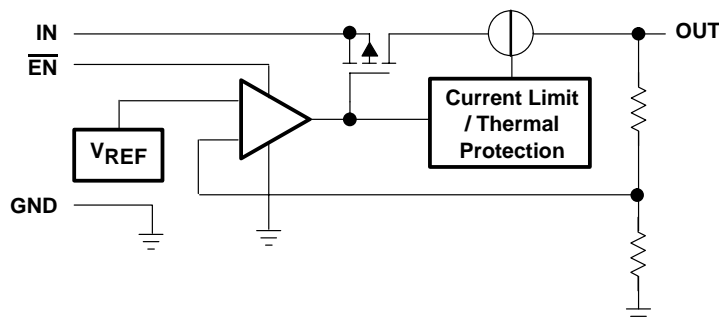 IN
OUT
EN
Current Limit
/ Thermal
Protection
VREF
GND